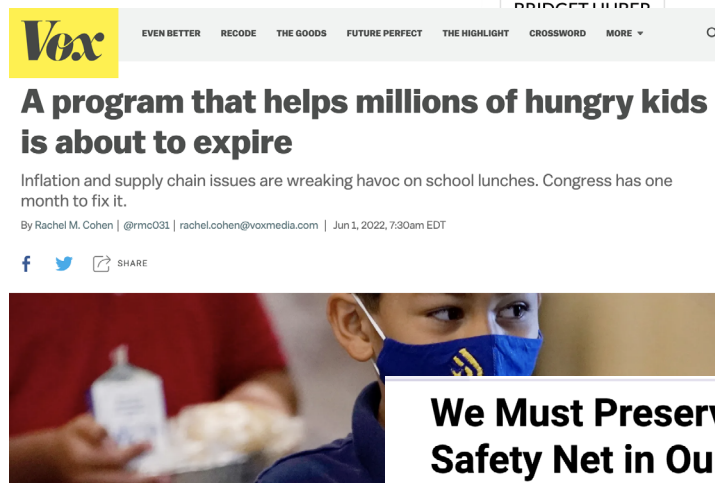 BRIDGET HUBER
Vox
EVEN BETTER RECODE THE GOODS FUTURE PERFECT THE HIGHLIGHT CROSSWORD MORE
A program that helps millions of hungry kids
is about to expire
Inflation and supply chain issues are wreaking havoc on school lunches. Congress has one
month to fix it.
By Rachel M. Cohen | @rmc031 | rachel.cohen@voxmedia.com | Jun 1, 2022, 7:30am EDT
SHARE
We Must Preserv
Safety Net in Ou